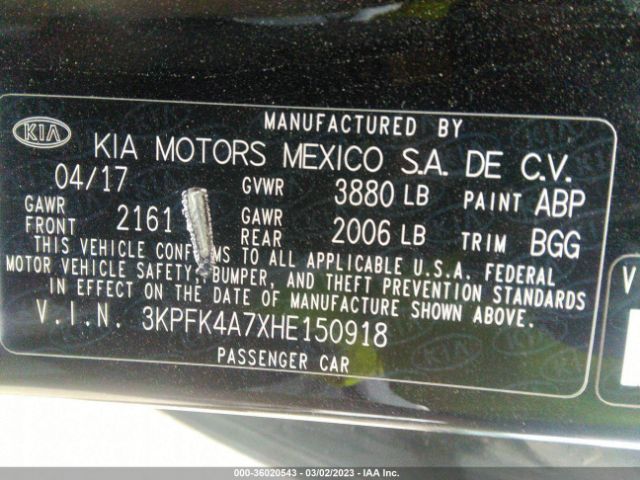 MANUFACTURED BY
KIA KIA MOTORS MEXICO S.A. DE C.V.
04/17 GVWR 3880 LB PAINT ABP
GAWR FRONT 2161 GAWR REAR 2006 LB TRIM BGG
THIS VEHICLE CONFORMS TO ALL APPLICABLE U.S.A. FEDERAL
MOTOR VEHICLE SAFETY, BUMPER, AND THEFT PREVENTION STANDARDS
IN EFFECT ON THE DATE OF MANUFACTURE SHOWN ABOVE.
V.I.N. 3KPFK4A7XHE150918
PASSENGER CAR
V
000-36020543 - 03/02/2023 - IAA Inc.